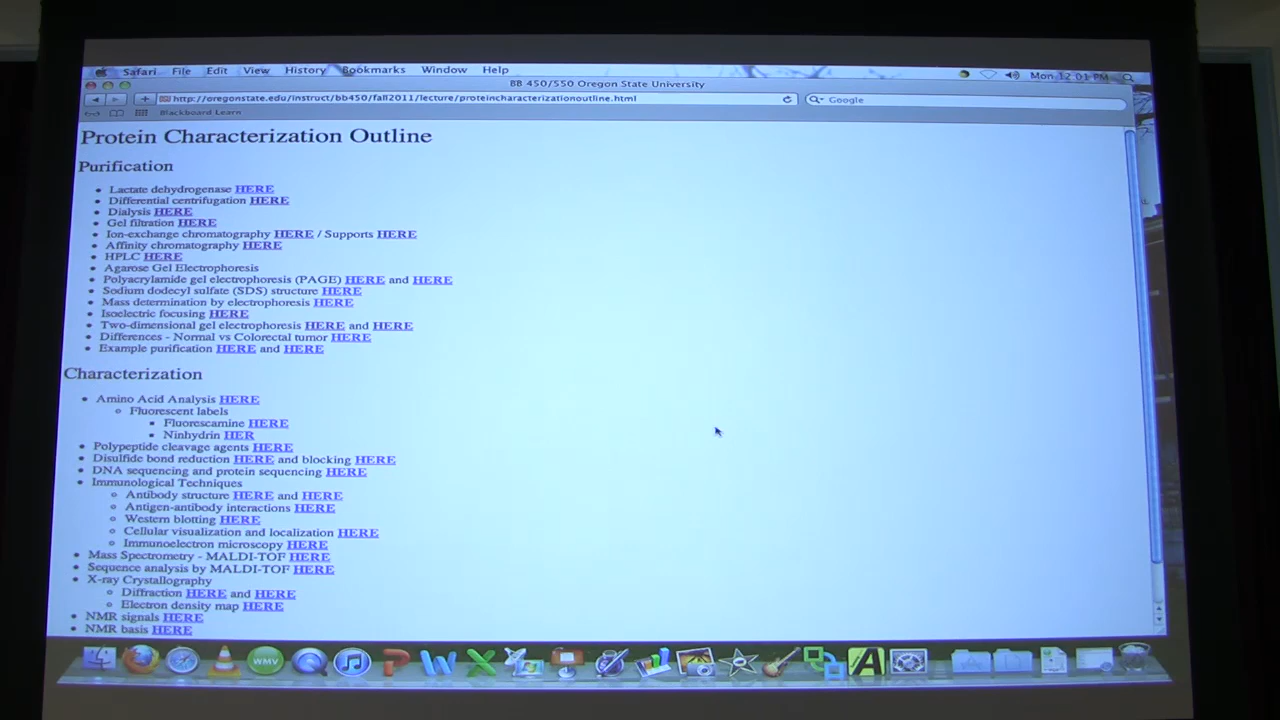 Safari File Edit View History Bookmarks Window Help Mon 12:01 PM
BB 450/550 Oregon State University
http://oregonstate.edu/instruct/bb450/fall2011/lecture/proteincharacterizationoutline.html Google
Blackboard Learn
Protein Characterization Outline
Purification
Lactate dehydrogenase HERE
Differential centrifugation HERE
Dialysis HERE
Gel filtration HERE
Ion-exchange chromatography HERE / Supports HERE
Affinity chromatography HERE
HPLC HERE
Agarose Gel Electrophoresis
Polyacrylamide gel electrophoresis (PAGE) HERE and HERE
Sodium dodecyl sulfate (SDS) structure HERE
Mass determination by electrophoresis HERE
Isoelectric focusing HERE
Two-dimensional gel electrophoresis HERE and HERE
Differences - Normal vs Colorectal tumor HERE
Example purification HERE and HERE
Characterization
Amino Acid Analysis HERE
Fluorescent labels
Fluorescamine HERE
Ninhydrin HER
Polypeptide cleavage agents HERE
Disulfide bond reduction HERE and blocking HERE
DNA sequencing and protein sequencing HERE
Immunological Techniques
Antibody structure HERE and HERE
Antigen-antibody interactions HERE
Western blotting HERE
Cellular visualization and localization HERE
Immunoelectron microscopy HERE
Mass Spectrometry - MALDI-TOF HERE
Sequence analysis by MALDI-TOF HERE
X-ray Crystallography
Diffraction HERE and HERE
Electron density map HERE
NMR signals HERE
NMR basis HERE
WMV